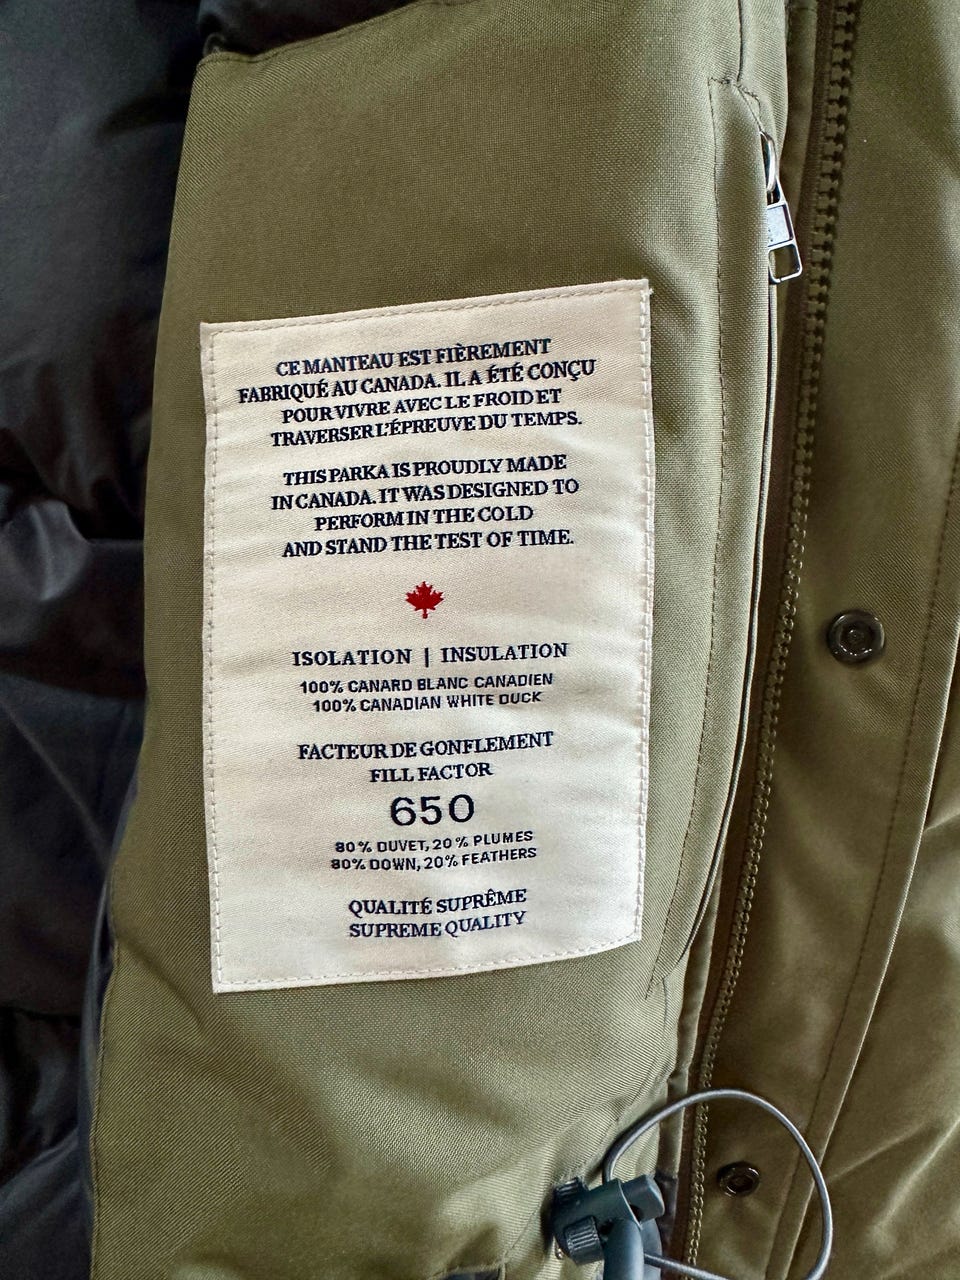 CE MANTEAU EST FIÈREMENT
FABRIQUÉ AU CANADA. IL A ÉTÉ CONÇU
POUR VIVRE AVEC LE FROID ET
TRAVERSER L'ÉPREUVE DU TEMPS.
THIS PARKA IS PROUDLY MADE
IN CANADA. IT WAS DESIGNED TO
PERFORM IN THE COLD
AND STAND THE TEST OF TIME.
ISOLATION | INSULATION
100% CANARD BLANC CANADIEN
100% CANADIAN WHITE DUCK
FACTEUR DE GONFLEMENT
FILL FACTOR
650
80% DUVET, 20% PLUMES
80% DOWN, 20% FEATHERS
QUALITÉ SUPRÊME
SUPREME QUALITY